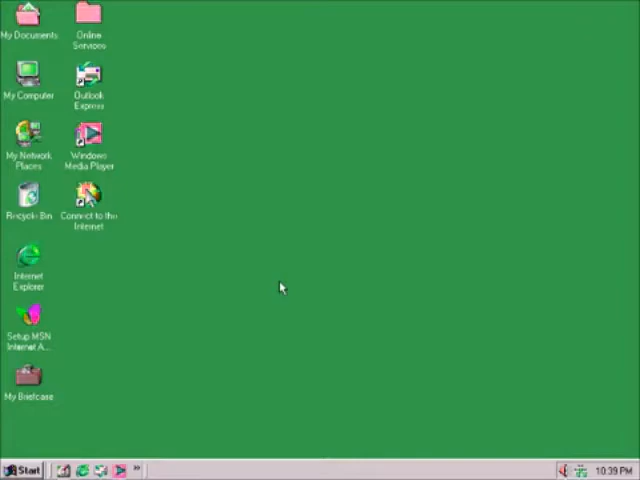 My Documents
Online
Services
My Computer
Outlook
Express
My Network
Places
Windows
Media Player
Recycle Bin
Connect to the
Internet
Internet
Explorer
Setup MSN
Internet A...
My Briefcase
Start
»
10:39 PM